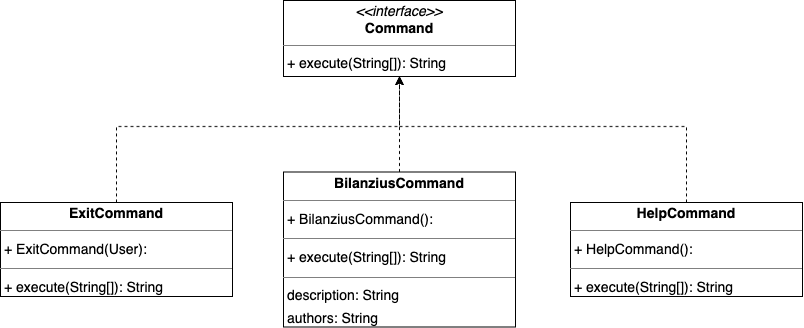 <<interface>>
Command
+ execute(String[]): String
ExitCommand
+ ExitCommand(User):
+ execute(String[]): String
BilanziusCommand
+ BilanziusCommand():
+ execute(String[]): String
description: String
authors: String
HelpCommand
+ HelpCommand():
+ execute(String[]): String